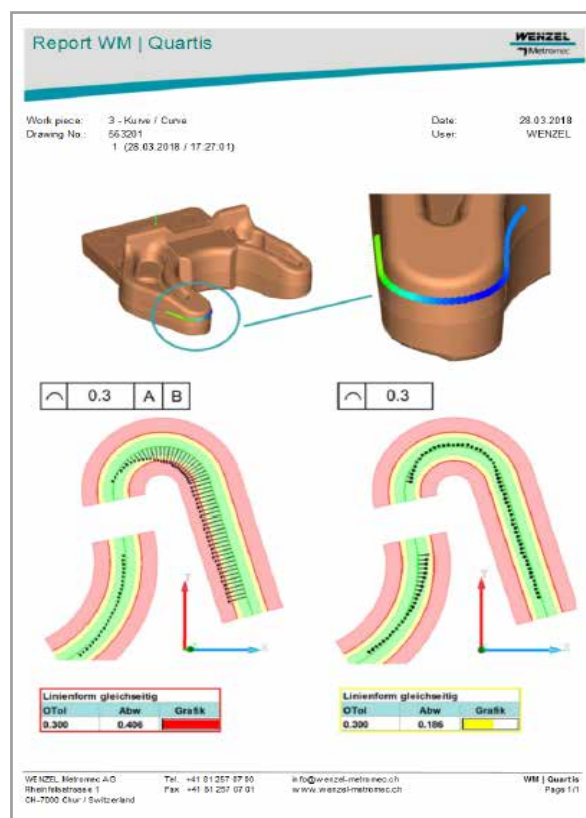 Report WM | Quartis
WENZEL
Metromec
Work piece: 3 - Kurve / Curve
Date: 28.03.2018
Drawing No.: 563201
User: WENZEL
1 (28.03.2018 / 17:27:01)
0.3 A B
0.3
Y
X
Y
X
Linienform gleichseitig
OTol Abw Grafik
0.300 0.406
Linienform gleichseitig
OTol Abw Grafik
0.300 0.186
WENZEL Metromec AG
Rheinfelsstrasse 1
CH-7000 Chur / Switzerland
Tel. +41 81 257 07 00
Fax +41 81 257 07 01
info@wenzel-metromec.ch
www.wenzel-metromec.ch
WM | Quartis
Page 1/1